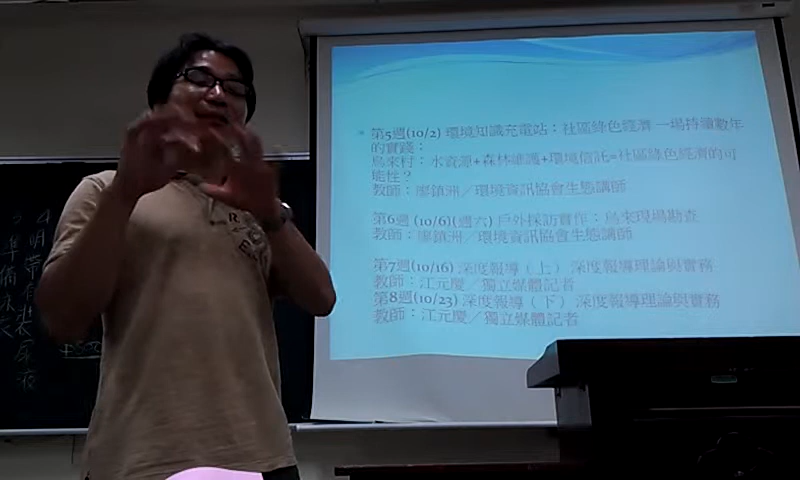 第5週(10/2) 環境知識充電站：社區綠色經濟 一場持續數年
的實踐：
烏來村：水資源+森林維護+環境信託=社區綠色經濟的可
能性？
教師：廖鎮洲／環境資訊協會生態講師
第6週 (10/6)(週六) 戶外採訪實作：烏來現場勘查
教師：廖鎮洲／環境資訊協會生態講師
第7週(10/16) 深度報導（上） 深度報導理論與實務
教師：江元慶／獨立媒體記者
第8週(10/23) 深度報導（下） 深度報導理論與實務
教師：江元慶／獨立媒體記者